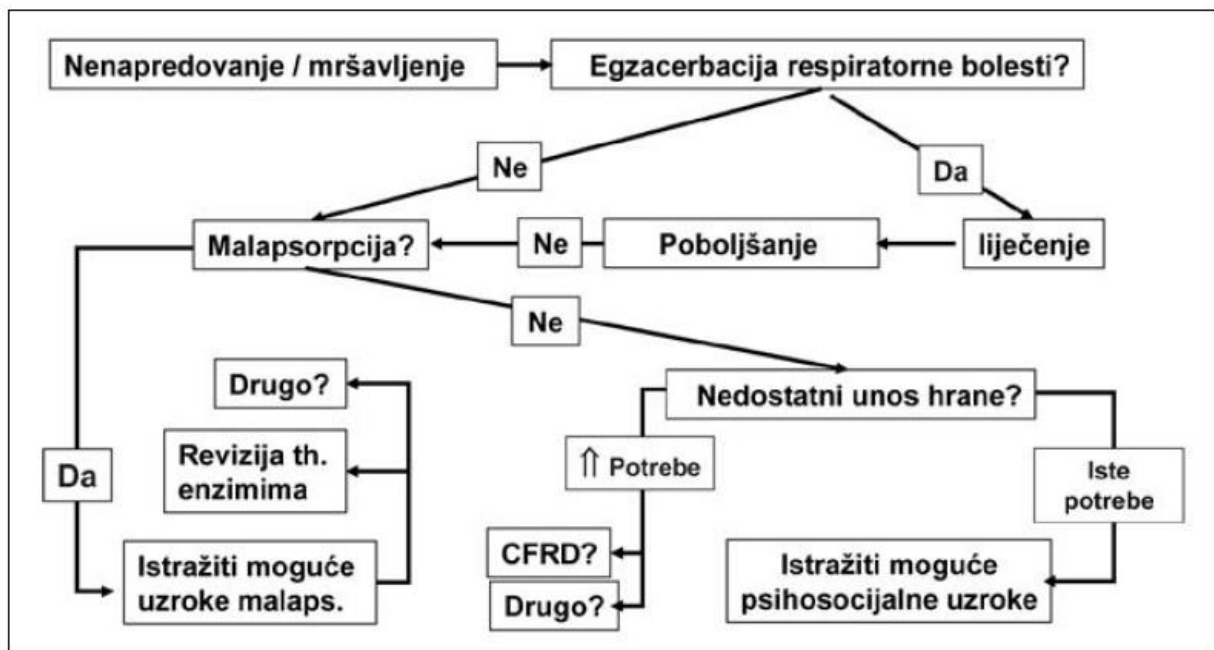 Nenapredovanje / mršavljenje
Egzacerbacija respiratorne bolesti?
Ne
Da
Malapsorpcija?
Ne
Poboljšanje
liječenje
Ne
Drugo?
Nedostatni unos hrane?
Revizija th.
enzimima
⇑ Potrebe
Da
Iste
potrebe
CFRD?
Istražiti moguće
uzroke malaps.
Istražiti moguće
psihosocijalne uzroke
Drugo?